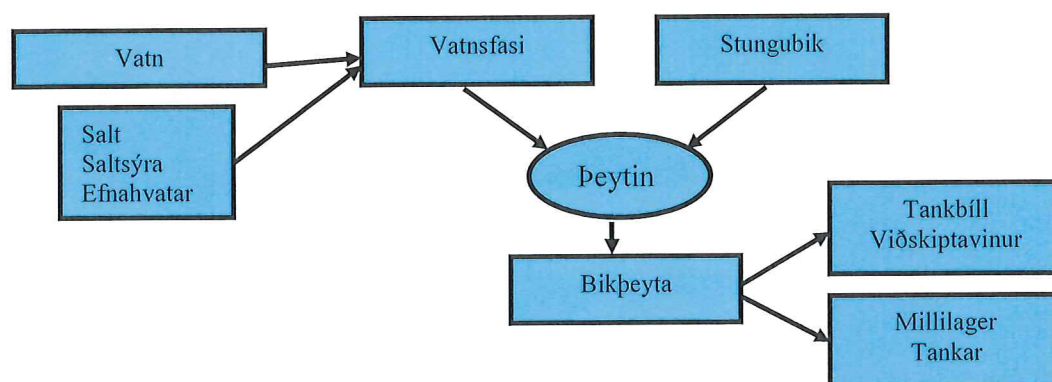 Vatn
Vatnsfasi
Stungubik
Salt
Saltsýra
Efnahvatar
Þeytin
Tankbíll
Viðskiptavinur
Bikþeyta
Millilager
Tankar